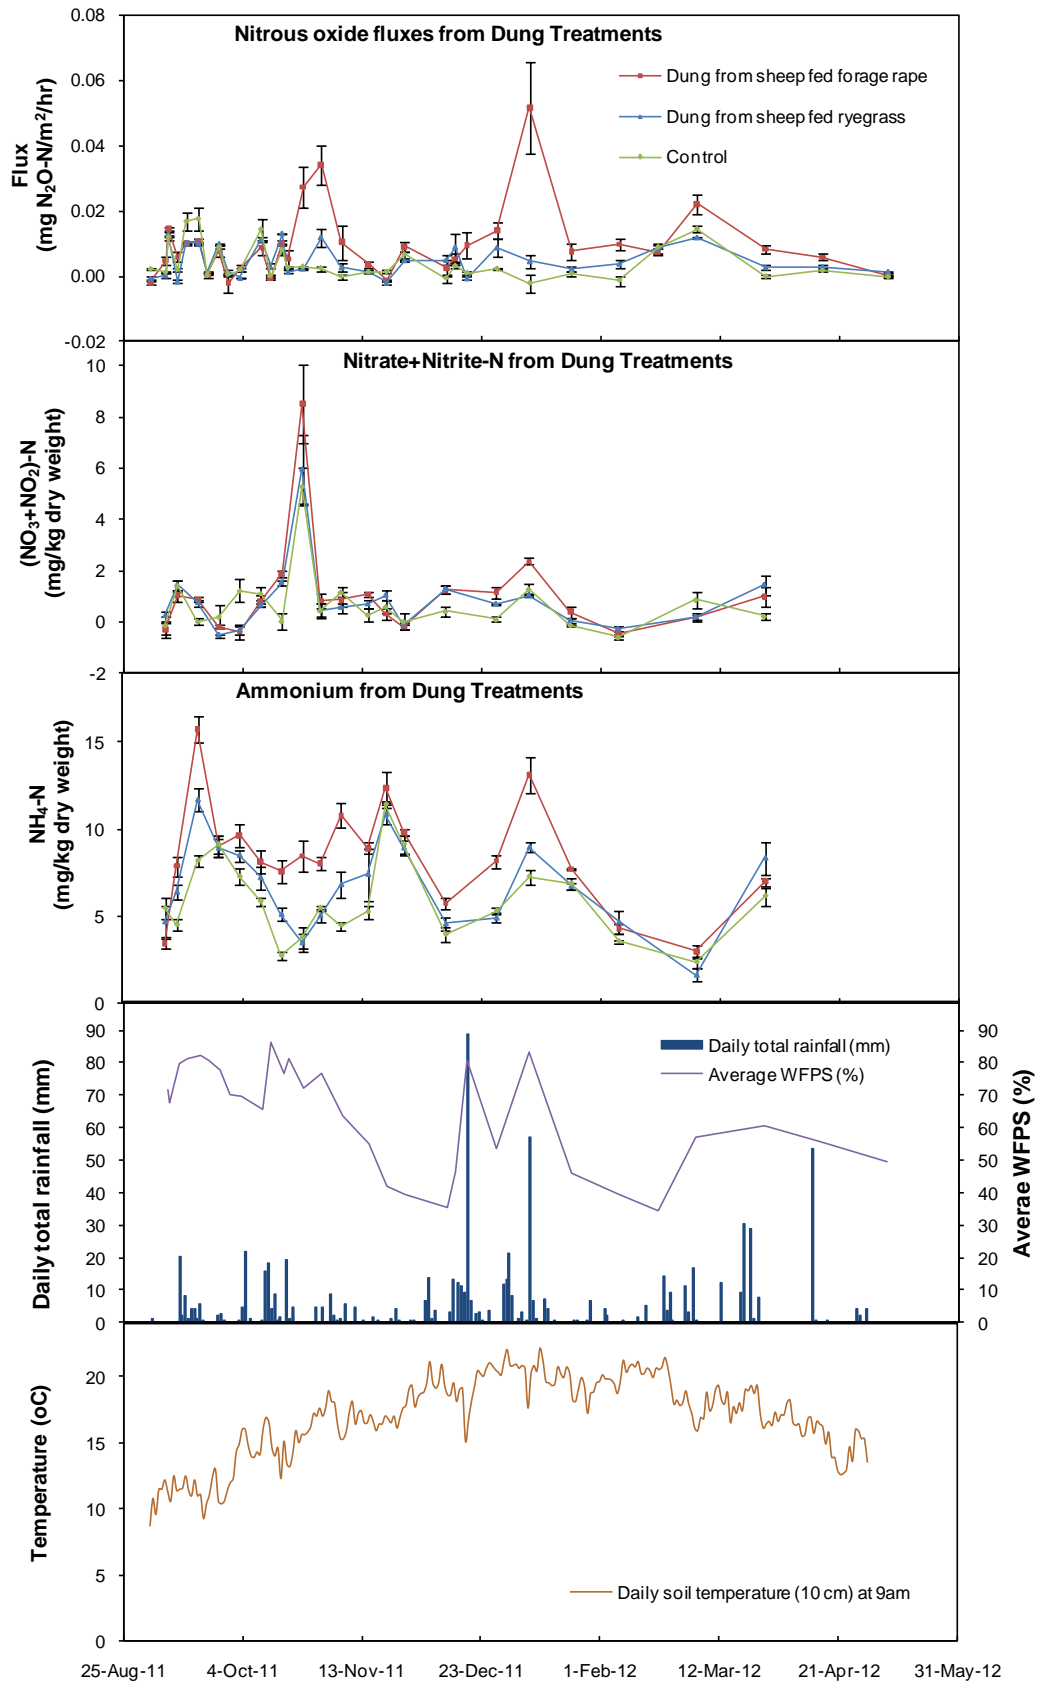 Nitrous oxide fluxes from Dung Treatments
Flux
(mg N₂O-N/m²/hr)
0.08
0.06
0.04
0.02
0.00
-0.02
Dung from sheep fed forage rape
Dung from sheep fed ryegrass
Control
Nitrate+Nitrite-N from Dung Treatments
(NO₃+NO₂)-N
(mg/kg dry weight)
10
8
6
4
2
0
-2
Ammonium from Dung Treatments
NH₄-N
(mg/kg dry weight)
15
10
5
0
Daily total rainfall (mm)
90
80
70
60
50
40
30
20
10
0
Daily total rainfall (mm)
Average WFPS (%)
90
80
70
60
50
40
30
20
10
0
Averae WFPS (%)
Temperature (oC)
20
15
10
5
0
Daily soil temperature (10 cm) at 9am
25-Aug-11 4-Oct-11 13-Nov-11 23-Dec-11 1-Feb-12 12-Mar-12 21-Apr-12 31-May-12